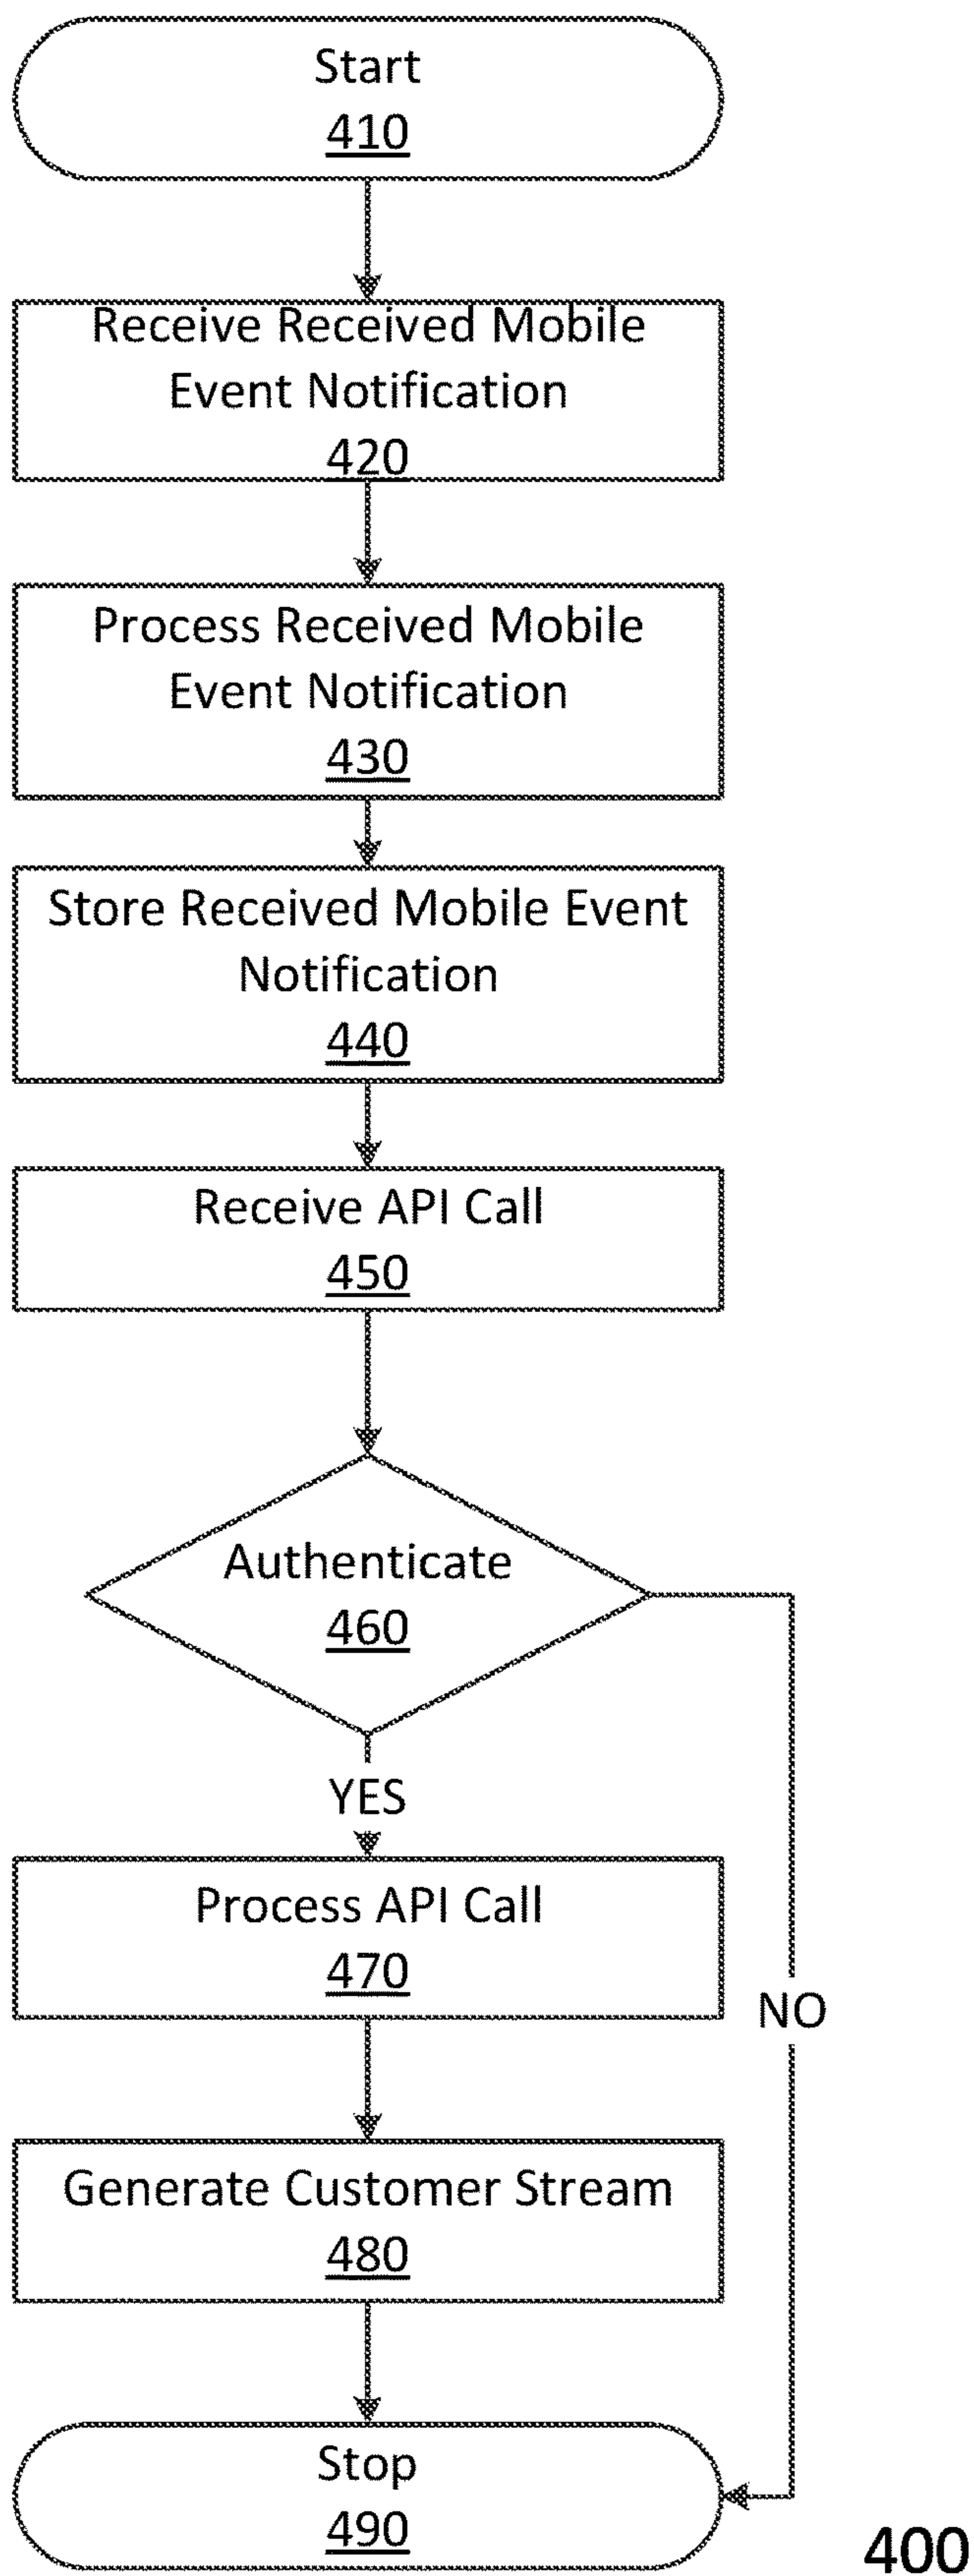 Start
410
Receive Received Mobile
Event Notification
420
Process Received Mobile
Event Notification
430
Store Received Mobile Event
Notification
440
Receive API Call
450
Authenticate
460
YES
Process API Call
470
NO
Generate Customer Stream
480
Stop
490
400